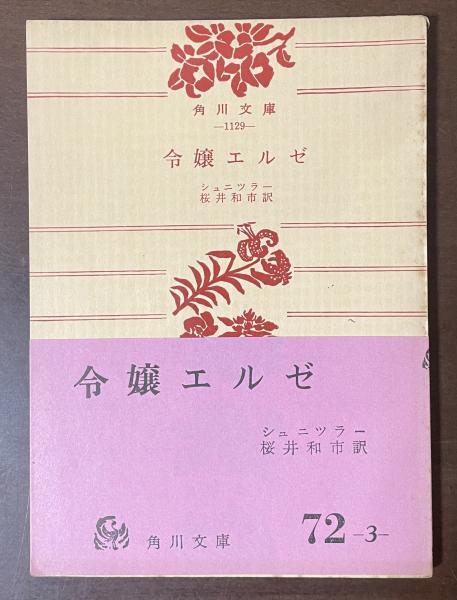 角川文庫
—1129—
令嬢エルゼ
シュニツラー
桜井和市訳
令嬢エルゼ
シュニツラー
桜井和市訳
角川文庫
72-3-